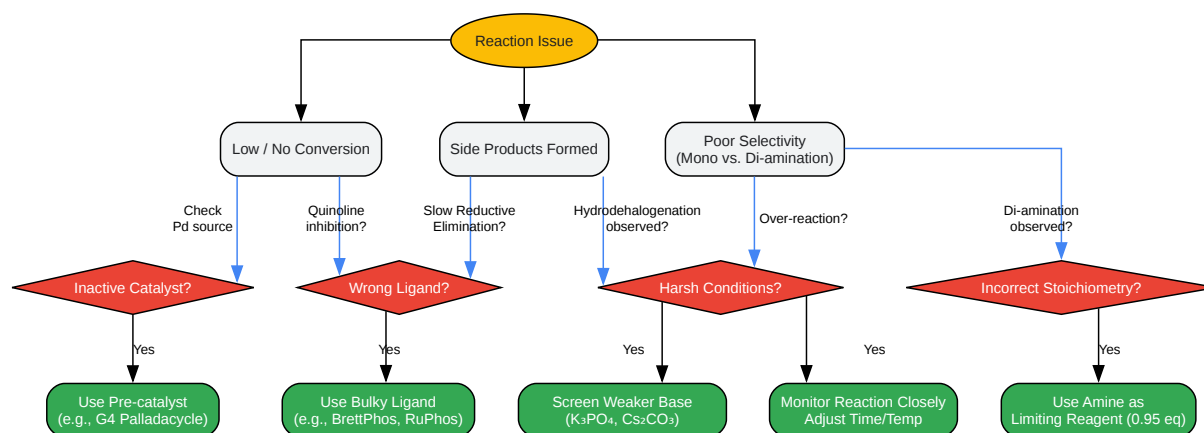 Reaction Issue
Low / No Conversion
Side Products Formed
Poor Selectivity
(Mono vs. Di-amination)
Check
Pd source
Quinoline
inhibition?
Slow Reductive
Elimination?
Hydrodehalogenation
observed?
Over-reaction?
Di-amination
observed?
Inactive Catalyst?
Wrong Ligand?
Harsh Conditions?
Incorrect Stoichiometry?
Yes
Yes
Yes
Yes
Yes
Use Pre-catalyst
(e.g., G4 Palladacycle)
Use Bulky Ligand
(e.g., BrettPhos, RuPhos)
Screen Weaker Base
(K₃PO₄, Cs₂CO₃)
Monitor Reaction Closely
Adjust Time/Temp
Use Amine as
Limiting Reagent (0.95 eq)